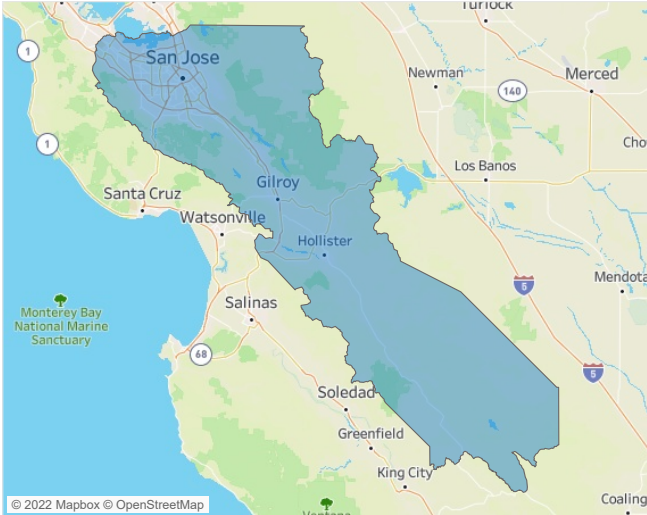 Turlock
1
San Jose
Newman
Merced
140
1
Los Banos
Gilroy
Santa Cruz
Watsonville
Hollister
5
Mendota
Monterey Bay
National Marine
Sanctuary
Salinas
68
5
Soledad
Greenfield
King City
© 2022 Mapbox © OpenStreetMap